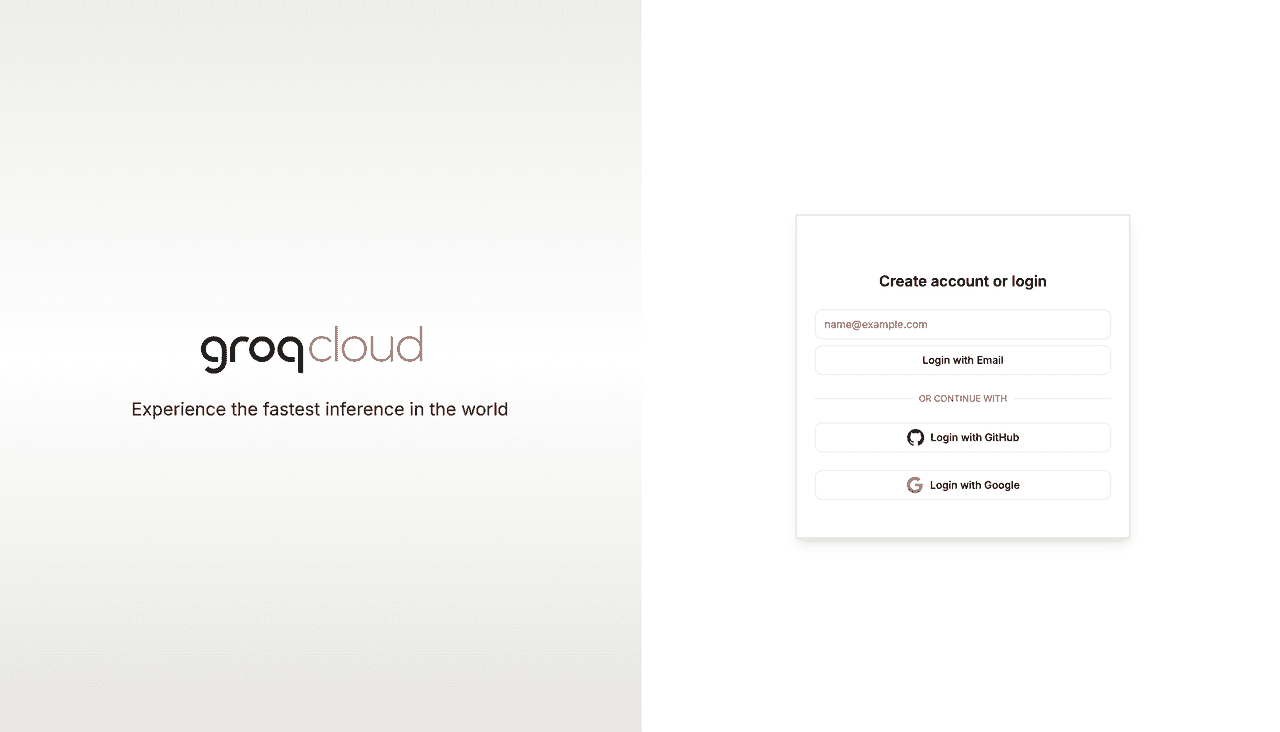 groqcloud
Experience the fastest inference in the world
Create account or login
name@example.com
Login with Email
OR CONTINUE WITH
Login with GitHub
Login with Google